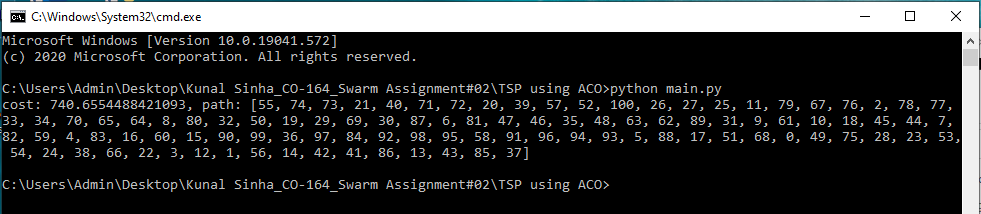 C:\Windows\System32\cmd.exe
Microsoft Windows [Version 10.0.19041.572]
(c) 2020 Microsoft Corporation. All rights reserved.
C:\Users\Admin\Desktop\Kunal Sinha_CO-164_Swarm Assignment#02\TSP using ACO>python main.py
cost: 740.6554488421093, path: [55, 74, 73, 21, 40, 71, 72, 20, 39, 57, 52, 100, 26, 27, 25, 11, 79, 67, 76, 2, 78, 77,
33, 34, 70, 65, 64, 8, 80, 32, 50, 19, 29, 69, 30, 87, 6, 81, 47, 46, 35, 48, 63, 62, 89, 31, 9, 61, 10, 18, 45, 44, 7,
82, 59, 4, 83, 16, 60, 15, 90, 99, 36, 97, 84, 92, 98, 95, 58, 91, 96, 94, 93, 5, 88, 17, 51, 68, 0, 49, 75, 28, 23, 53,
54, 24, 38, 66, 22, 3, 12, 1, 56, 14, 42, 41, 86, 13, 43, 85, 37]
C:\Users\Admin\Desktop\Kunal Sinha_CO-164_Swarm Assignment#02\TSP using ACO>